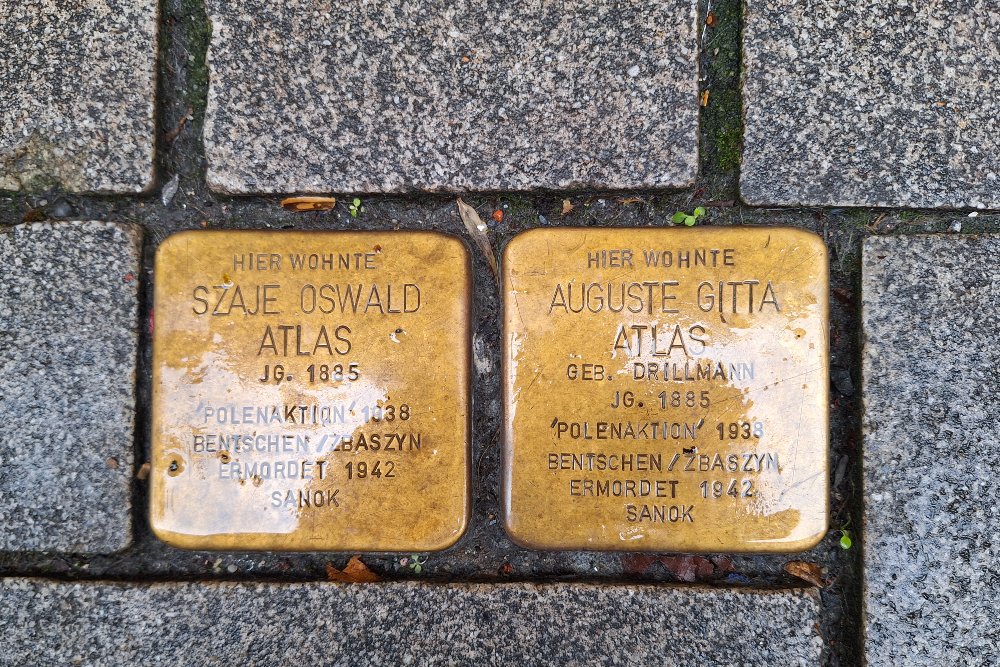 HIER WOHNTE
SZAJE OSWALD
ATLAS
JG. 1885
'POLENAKTION' 1938
BENTSCHEN/ZBASZYN
ERMORDET 1942
SANOK
HIER WOHNTE
AUGUSTE GITTA
ATLAS
GEB. DRILLMANN
JG. 1885
'POLENAKTION' 1938
BENTSCHEN/ZBASZYN
ERMORDET 1942
SANOK